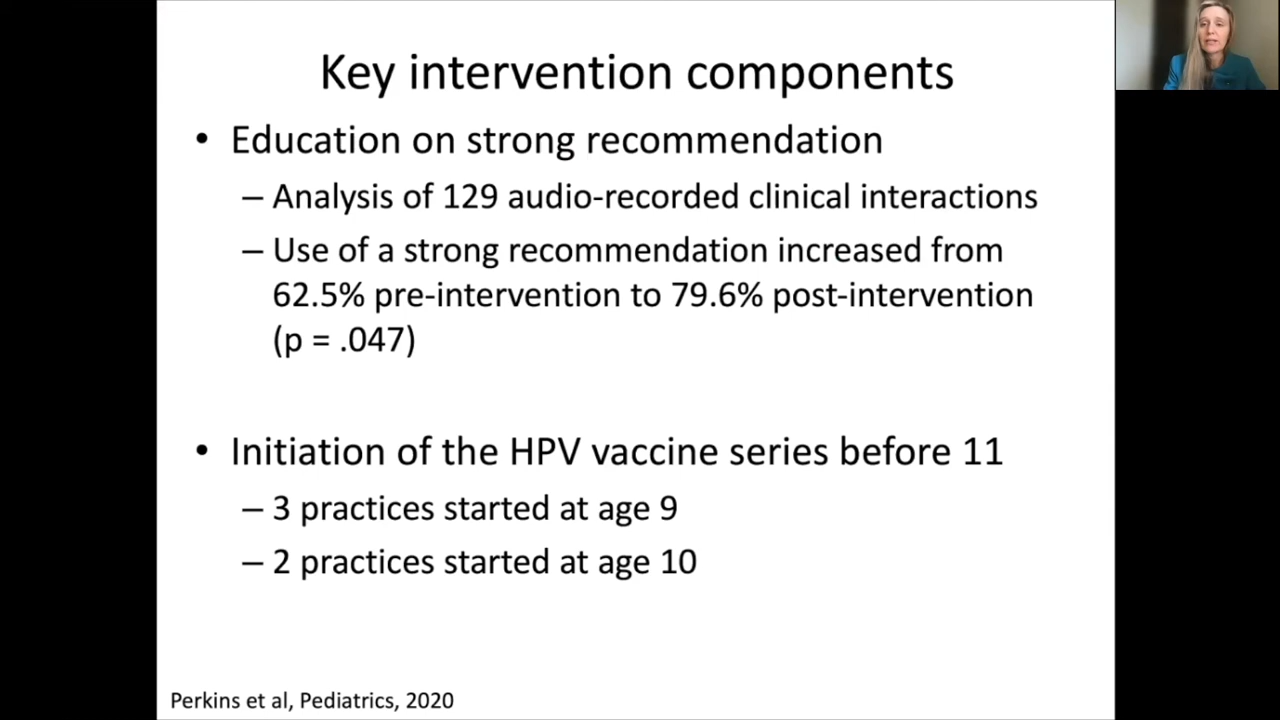 Key intervention components
• Education on strong recommendation
– Analysis of 129 audio-recorded clinical interactions
– Use of a strong recommendation increased from
62.5% pre-intervention to 79.6% post-intervention
(p = .047)
• Initiation of the HPV vaccine series before 11
– 3 practices started at age 9
– 2 practices started at age 10
Perkins et al, Pediatrics, 2020